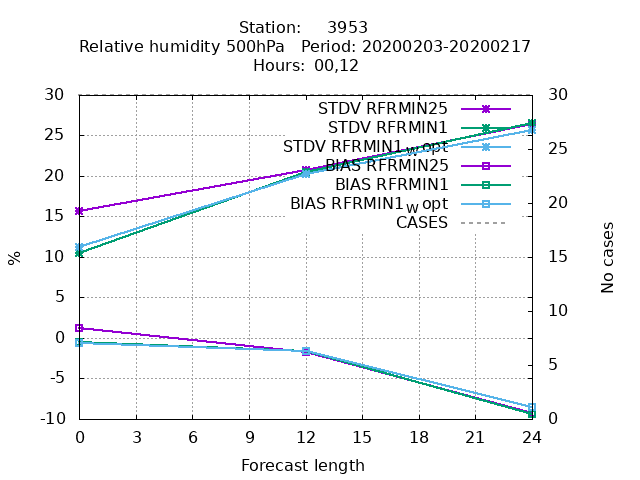 Station: 3953
Relative humidity 500hPa Period: 20200203-20200217
Hours: 00,12
30
25
20
15
10
5
0
-5
-10
%
30
25
20
15
10
5
0
No cases
STDV RFRMIN25
STDV RFRMIN1
STDV RFRMIN1_w opt
BIAS RFRMIN25
BIAS RFRMIN1
BIAS RFRMIN1_w opt
CASES
0 3 6 9 12 15 18 21 24
Forecast length